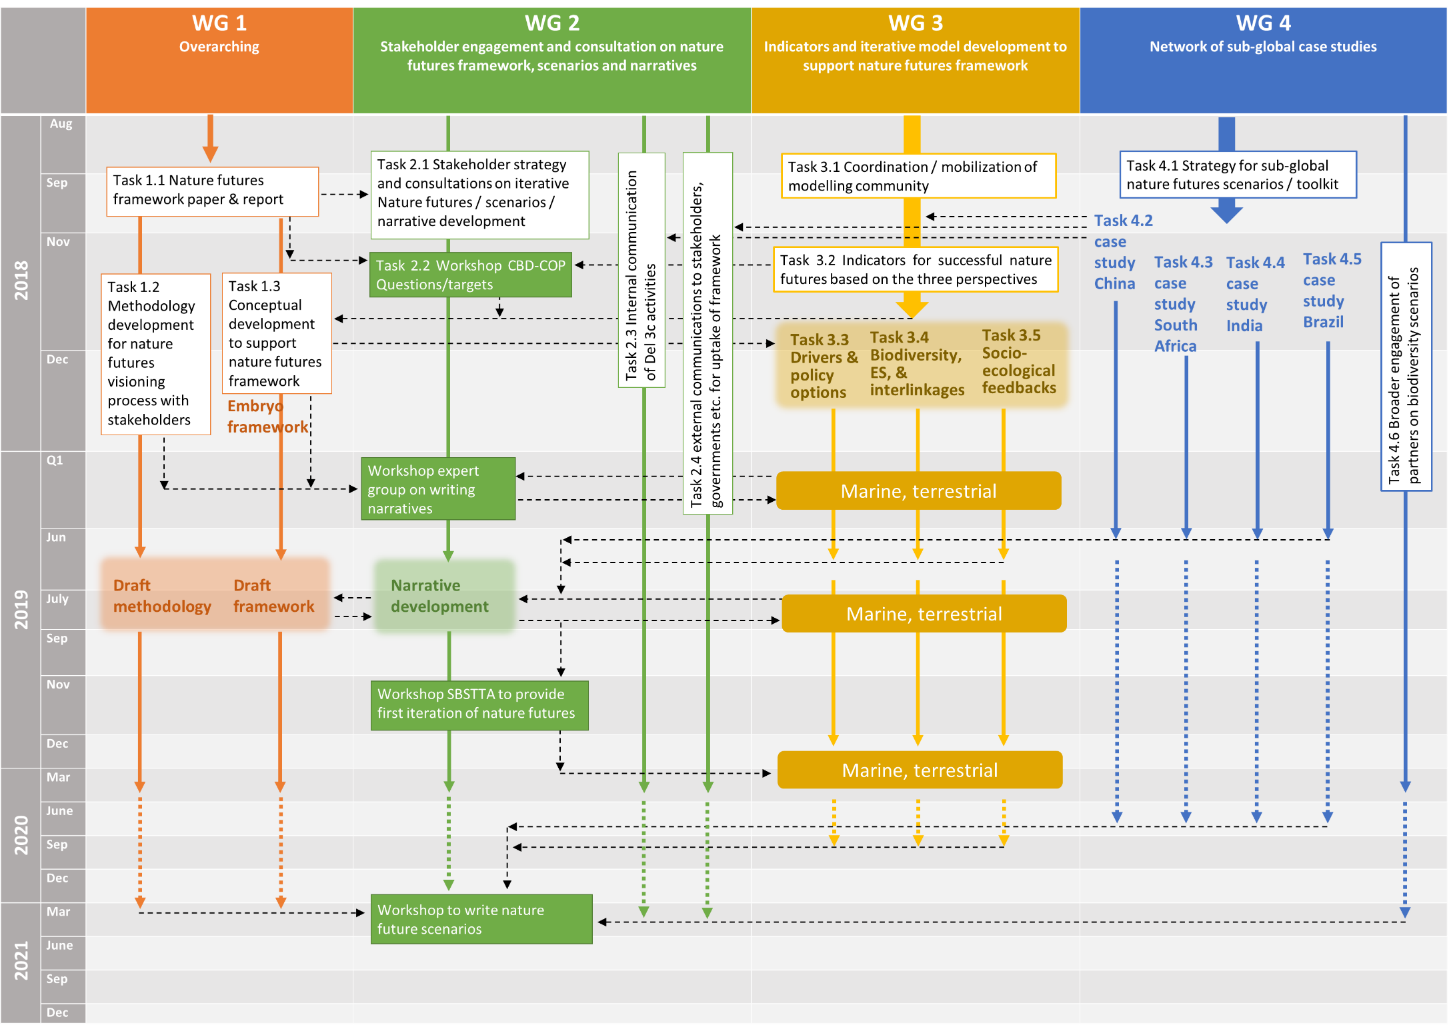 WG 1
Overarching
WG 2
Stakeholder engagement and consultation on nature
futures framework, scenarios and narratives
WG 3
Indicators and iterative model development to
support nature futures framework
WG 4
Network of sub-global case studies
2018
Aug
Sep
Nov
Dec
2019
Q1
Jun
July
Sep
Nov
Dec
2020
Mar
June
Sep
Dec
2021
Mar
June
Sep
Dec
Task 1.1 Nature futures
framework paper & report
Task 1.2
Methodology
development
for nature
futures
visioning
process with
stakeholders
Task 1.3
Conceptual
development
to support
nature futures
framework
Embryo
framework
Draft
methodology
Draft
framework
Task 2.1 Stakeholder strategy
and consultations on iterative
Nature futures / scenarios /
narrative development
Task 2.2 Workshop CBD-COP
Questions/targets
Task 2.3 Internal communication
of Del 3c activities
Task 2.4 external communications to stakeholders,
governments etc. for uptake of framework
Workshop expert
group on writing
narratives
Narrative
development
Workshop SBSTTA to provide
first iteration of nature futures
Workshop to write nature
future scenarios
Task 3.1 Coordination / mobilization of
modelling community
Task 3.2 Indicators for successful nature
futures based on the three perspectives
Task 3.3
Drivers &
policy
options
Task 3.4
Biodiversity,
ES, &
interlinkages
Task 3.5
Socio-
ecological
feedbacks
Marine, terrestrial
Marine, terrestrial
Marine, terrestrial
Task 4.1 Strategy for sub-global
nature futures scenarios / toolkit
Task 4.2
case
study
China
Task 4.3
case
study
South
Africa
Task 4.4
case
study
India
Task 4.5
case
study
Brazil
Task 4.6 Broader engagement of
partners on biodiversity scenarios